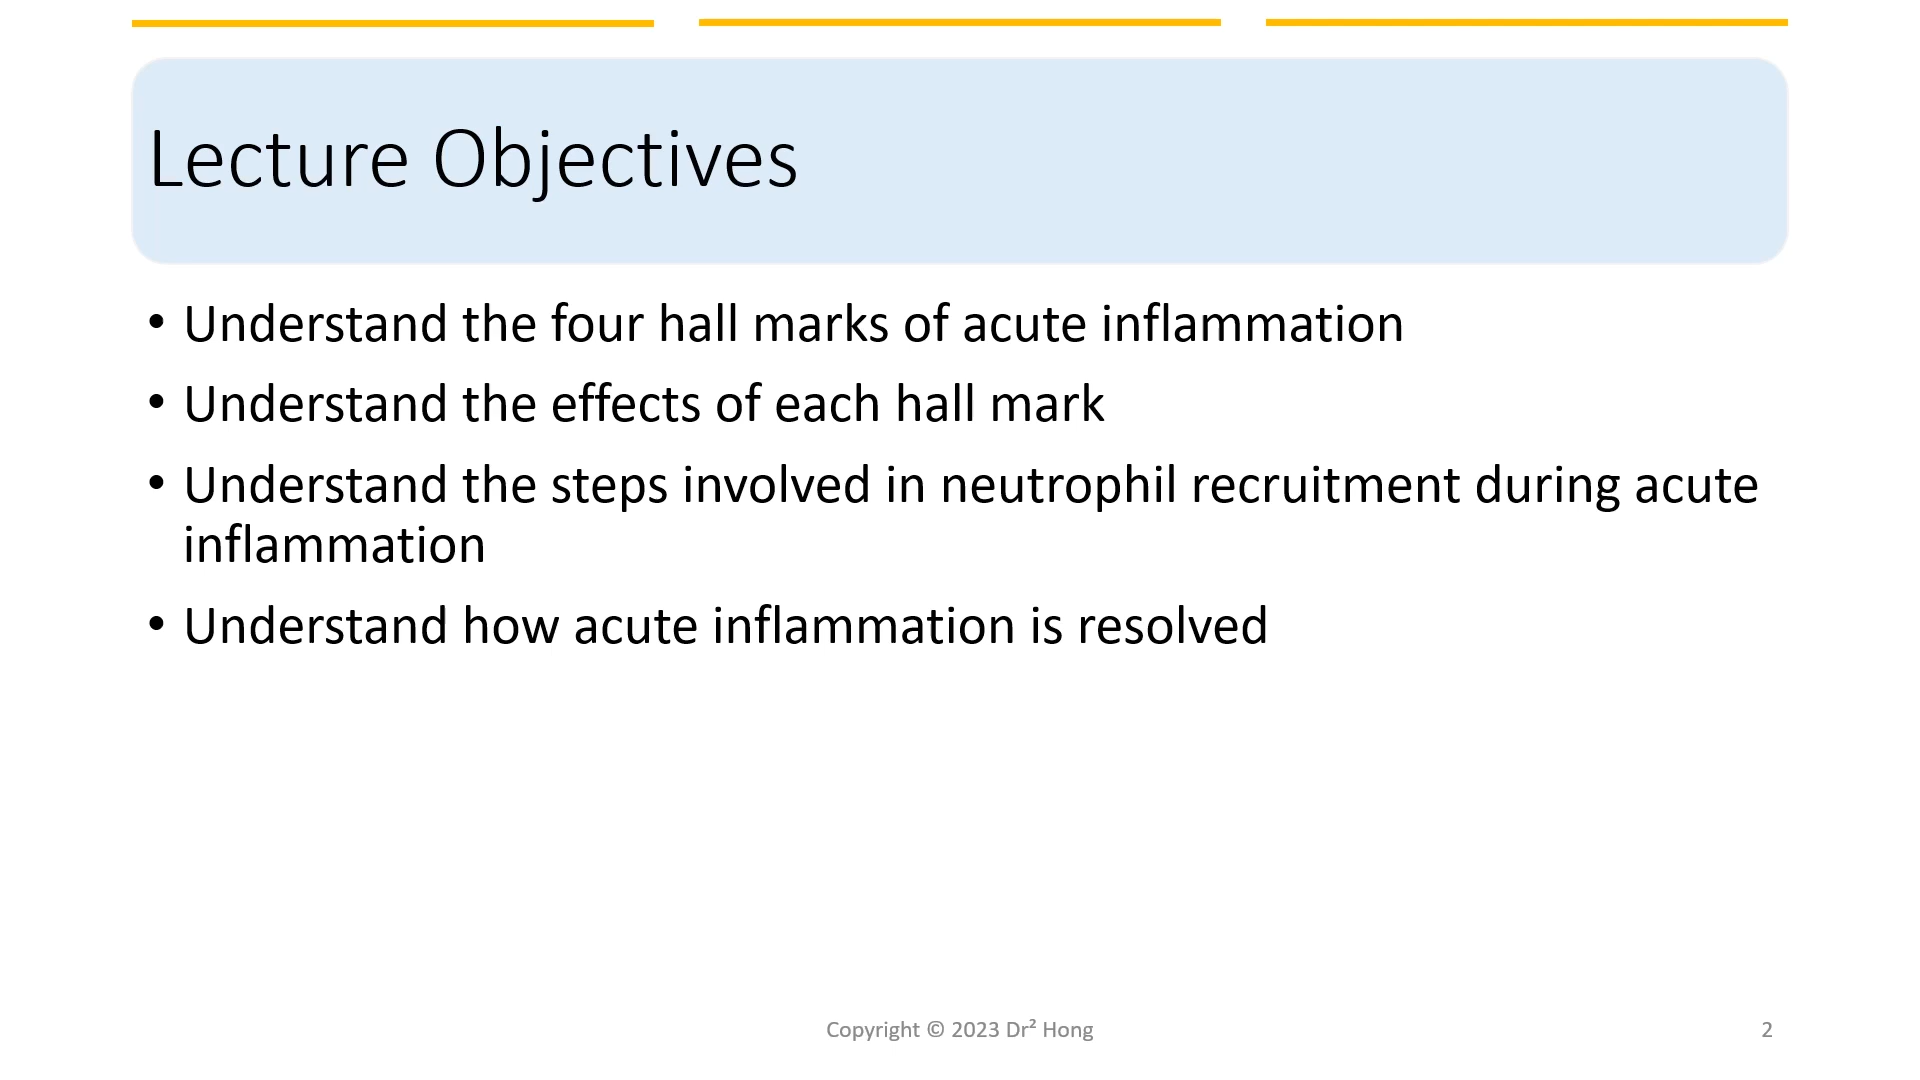 Lecture Objectives
• Understand the four hall marks of acute inflammation
• Understand the effects of each hall mark
• Understand the steps involved in neutrophil recruitment during acute
inflammation
• Understand how acute inflammation is resolved
Copyright © 2023 Dr² Hong
2